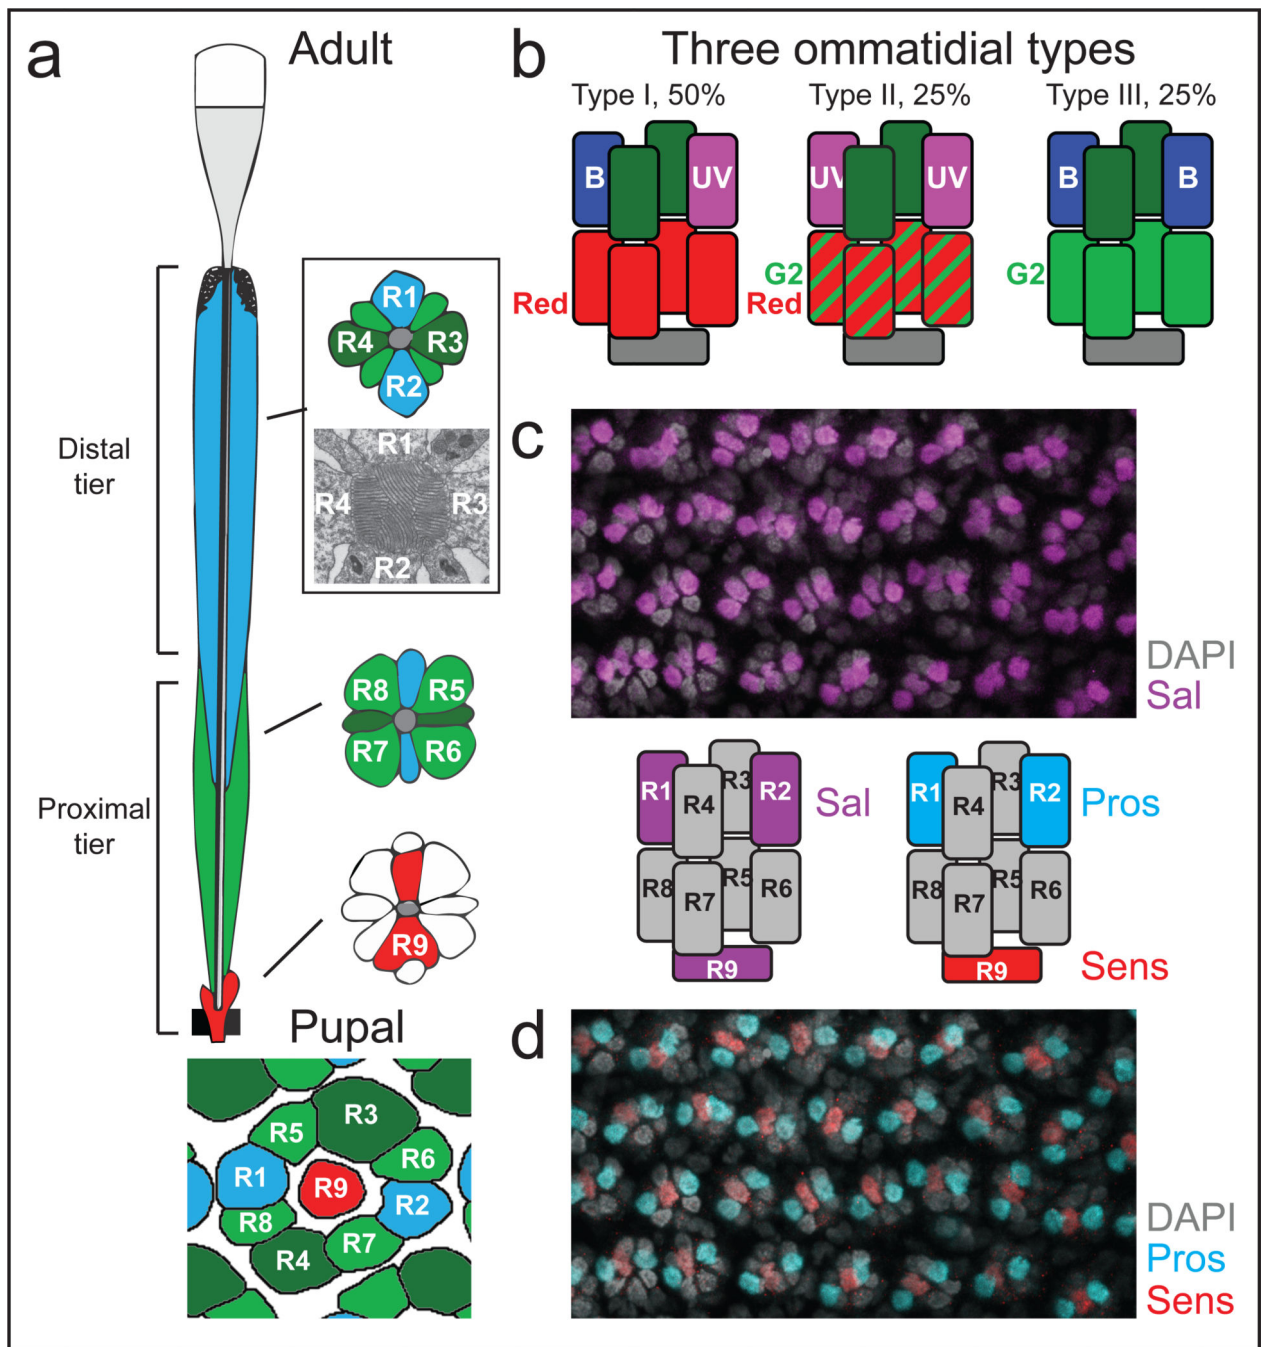 a
Adult
Distal
tier
R1
R4
R3
R2
R1
R4
R3
R2
R8
R5
R7
R6
Proximal
tier
R9
Pupal
R3
R5
R6
R1
R9
R2
R8
R7
R4
b
Three ommatidial types
Type I, 50%
Type II, 25%
Type III, 25%
B
UV
Red
UV
UV
G2
Red
B
B
G2
c
DAPI
Sal
R1
R3
R2
R4
R8
R5
R6
R7
R9
Sal
R1
R3
R2
R4
R8
R5
R6
R7
R9
Pros
Sens
d
DAPI
Pros
Sens